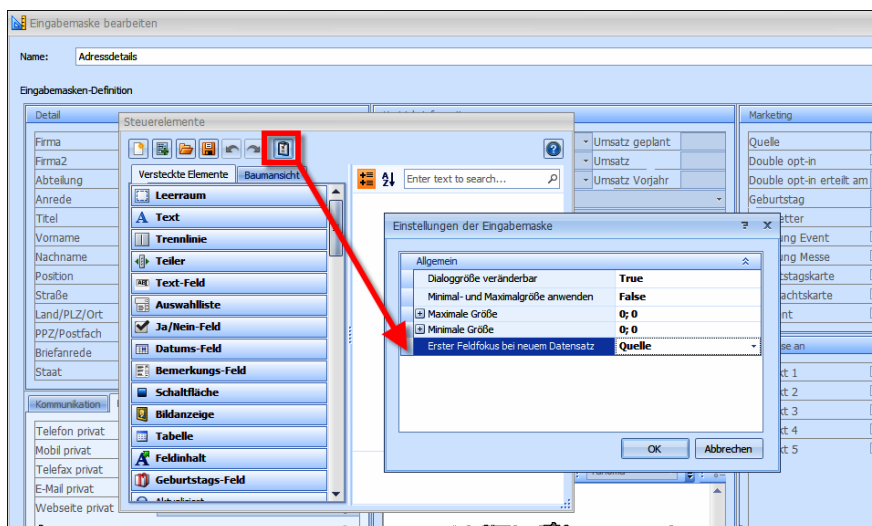 Eingabemaske bearbeiten
Name: Adressdetails
Eingabemasken-Definition
Detail
Firma
Firma2
Abteilung
Anrede
Titel
Vorname
Nachname
Position
Straße
Land/PLZ/Ort
PPZ/Postfach
Briefanrede
Staat
Kommunikation
Telefon privat
Mobil privat
Telefax privat
E-Mail privat
Webseite privat
Steuerelemente
Versteckte Elemente
Baumansicht
Leerraum
Text
Trennlinie
Teiler
Text-Feld
Auswahlliste
Ja/Nein-Feld
Datums-Feld
Bemerkungs-Feld
Schaltfläche
Bildanzeige
Tabelle
Feldinhalt
Geburtstags-Feld
Enter text to search...
Umsatz geplant
Umsatz
Umsatz Vorjahr
Einstellungen der Eingabemaske
Allgemein
Dialoggröße veränderbar True
Minimal- und Maximalgröße anwenden False
Maximale Größe 0; 0
Minimale Größe 0; 0
Erster Feldfokus bei neuem Datensatz Quelle
OK
Abbrechen
Marketing
Quelle
Double opt-in
Double opt-in erteilt am
Geburtstag